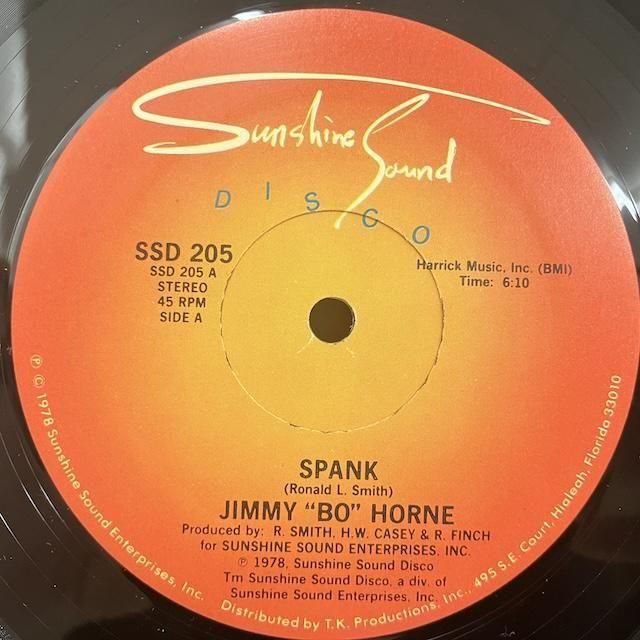 Sunshine Sound
DISCO
SSD 205
SSD 205 A
STEREO
45 RPM
SIDE A
Harrick Music, Inc. (BMI)
Time: 6:10
SPANK
(Ronald L. Smith)
JIMMY "BO" HORNE
Produced by: R. SMITH, H.W. CASEY & R. FINCH
for SUNSHINE SOUND ENTERPRISES, INC.
℗ 1978, Sunshine Sound Disco
Tm Sunshine Sound Disco, a div. of
Sunshine Sound Enterprises, Inc.
℗ © 1978 Sunshine Sound Enterprises, Inc. Distributed by T.K. Productions, Inc., 495 S.E. Court, Hialeah, Florido 33010